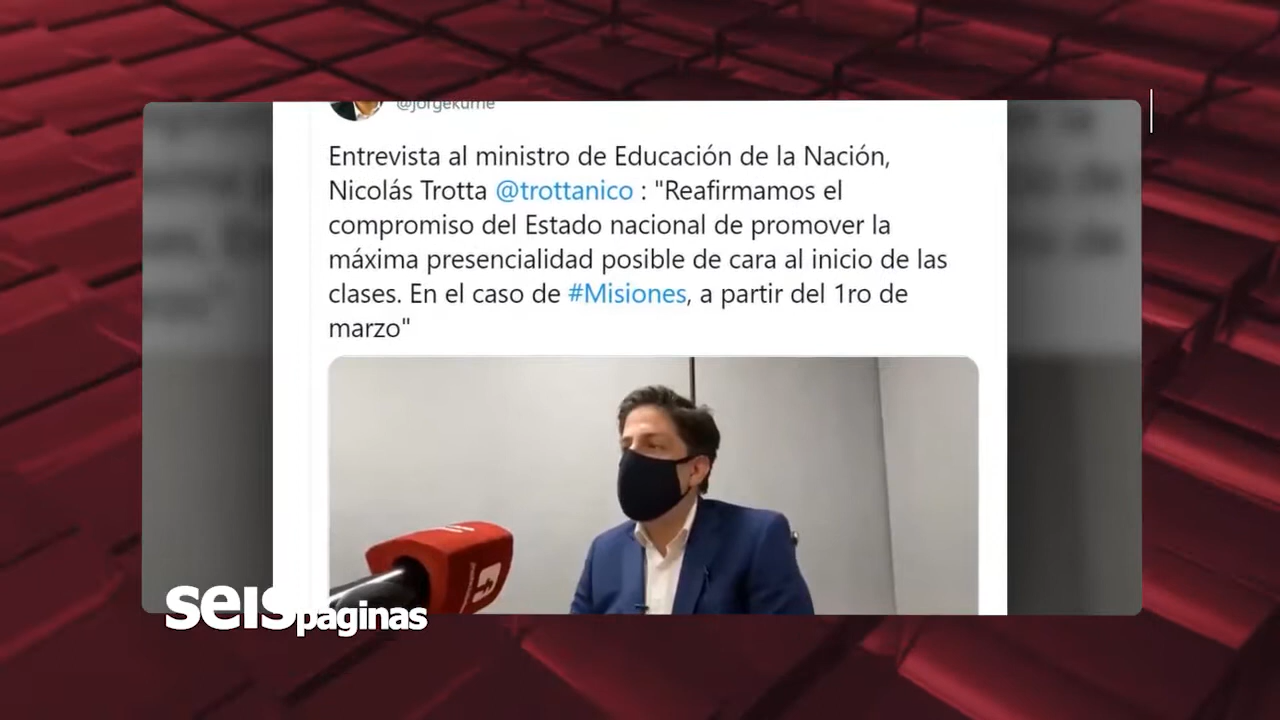 @jorgekurrle
Entrevista al ministro de Educación de la Nación,
Nicolás Trotta @trottanico : "Reafirmamos el
compromiso del Estado nacional de promover la
máxima presencialidad posible de cara al inicio de las
clases. En el caso de #Misiones, a partir del 1ro de
marzo"
seis
paginas